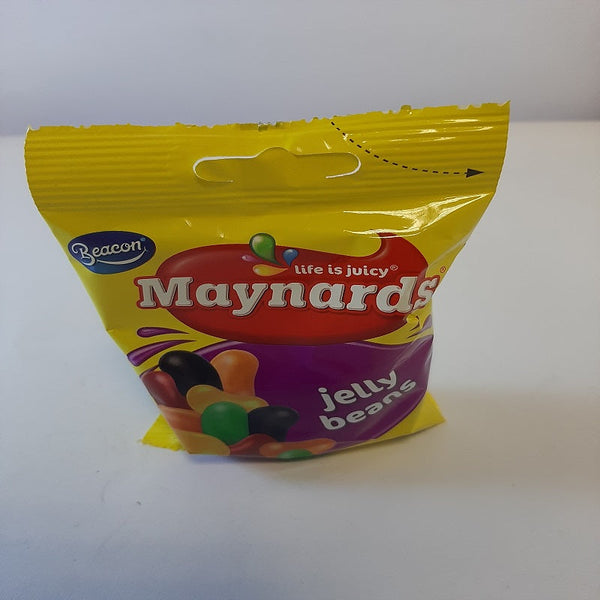 Beacon®
life is juicy®
Maynards®
jelly
beans